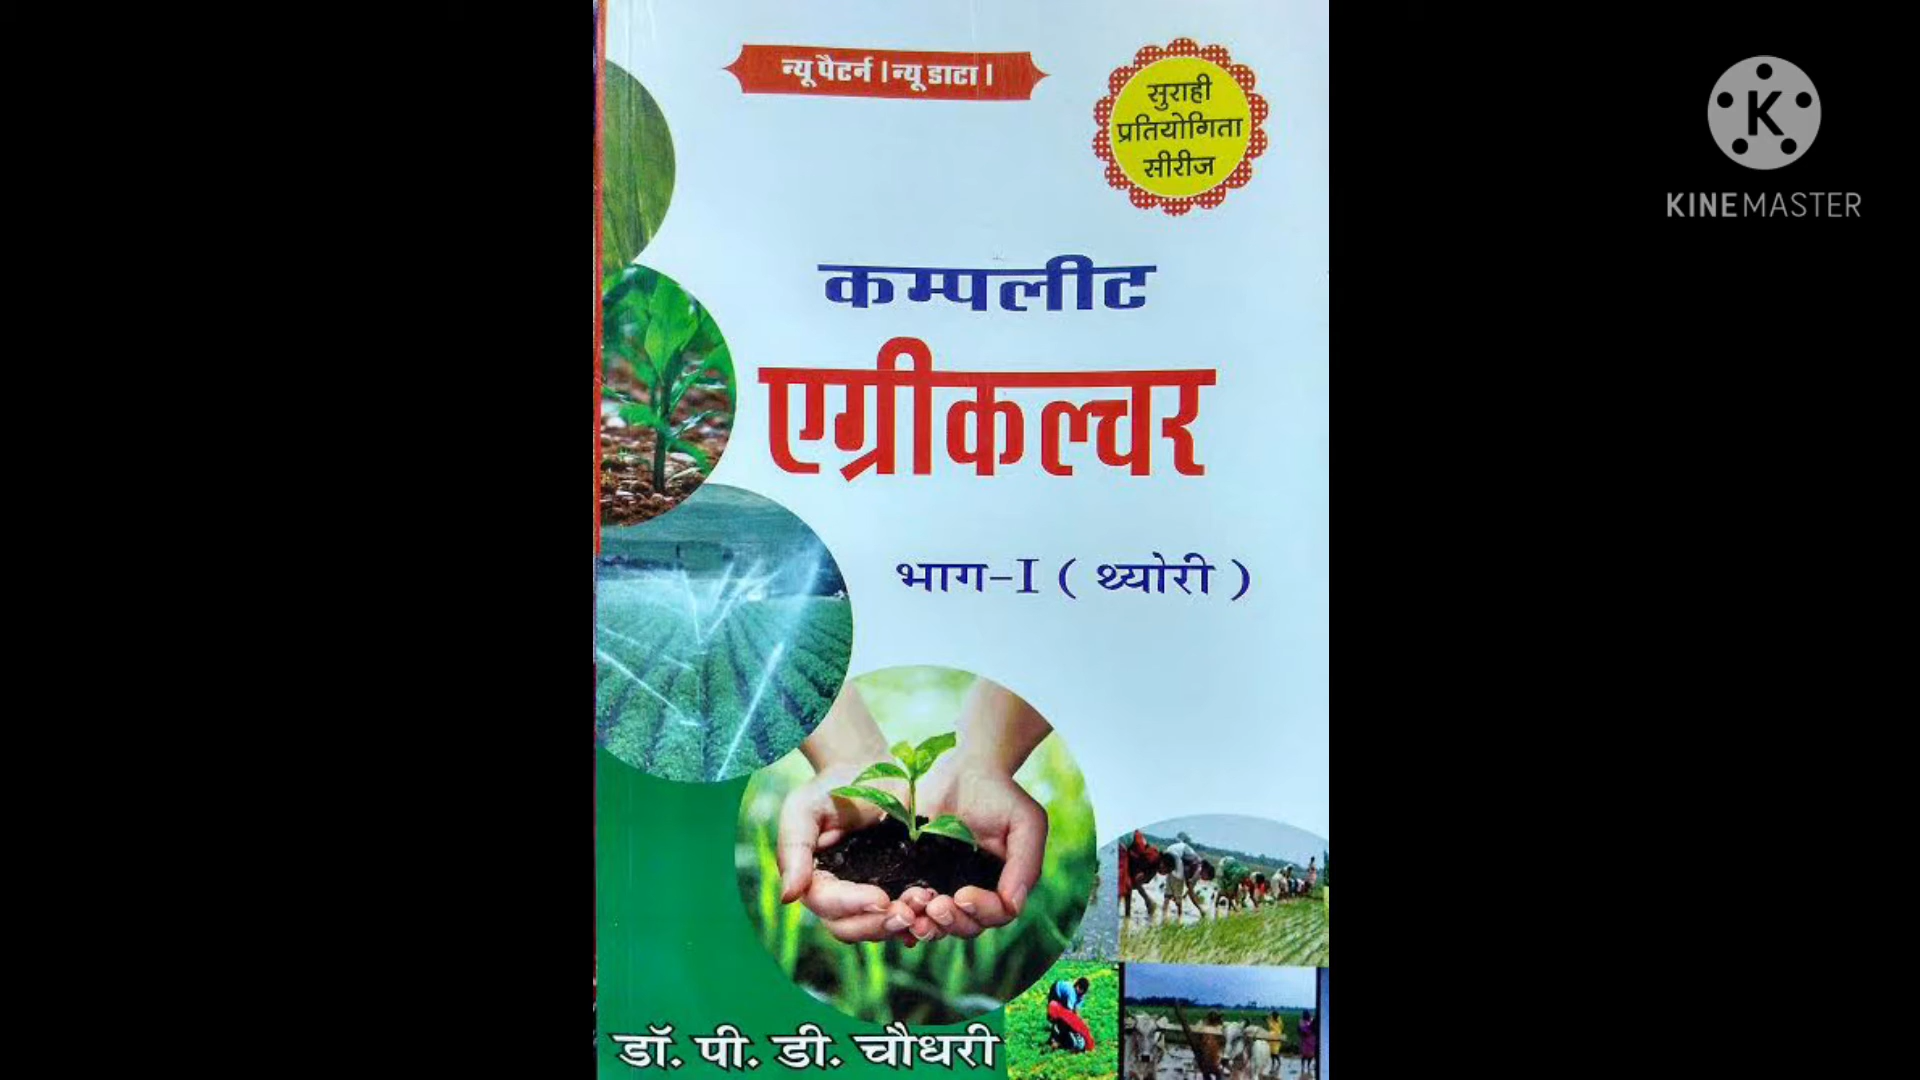 न्यू पैटर्न । न्यू डाटा ।
सुराही
प्रतियोगिता
सीरीज
कम्पलीट
एग्रीकल्चर
भाग-I ( थ्योरी )
डॉ. पी. डी. चौधरी
K
KINEMASTER